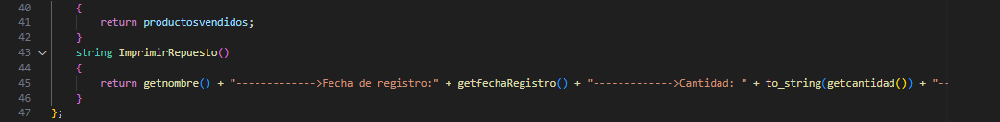 40 {
41 return productosvendidos;
42 }
43 string ImprimirRepuesto()
44 {
45 return getnombre() + "------------->Fecha de registro:" + getfechaRegistro() + "------------->Cantidad: " + to_string(getcantidad()) + "--
46 }
47 };